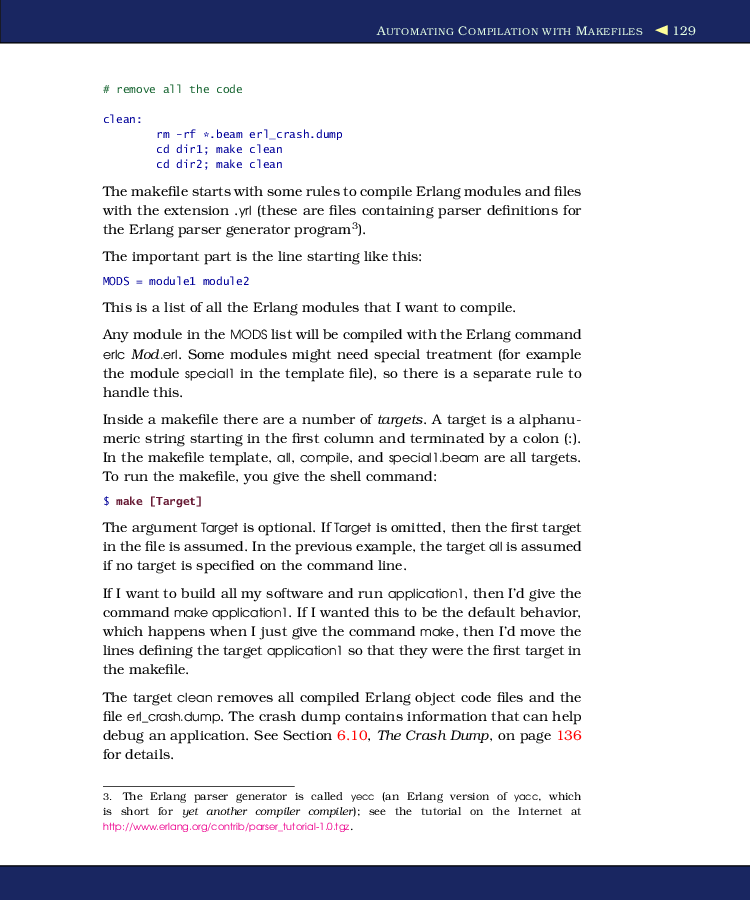 AUTOMATING COMPILATION WITH MAKEFILES ◀ 129
# remove all the code
clean:
rm -rf *.beam erl_crash.dump
cd dir1; make clean
cd dir2; make clean
The makefile starts with some rules to compile Erlang modules and files
with the extension .yrl (these are files containing parser definitions for
the Erlang parser generator program3).
The important part is the line starting like this:
MODS = module1 module2
This is a list of all the Erlang modules that I want to compile.
Any module in the MODS list will be compiled with the Erlang command
erlc Mod.erl. Some modules might need special treatment (for example
the module special1 in the template file), so there is a separate rule to
handle this.
Inside a makefile there are a number of targets. A target is a alphanu-
meric string starting in the first column and terminated by a colon (:).
In the makefile template, all, compile, and special1.beam are all targets.
To run the makefile, you give the shell command:
$ make [Target]
The argument Target is optional. If Target is omitted, then the first target
in the file is assumed. In the previous example, the target all is assumed
if no target is specified on the command line.
If I want to build all my software and run application1, then I'd give the
command make application1. If I wanted this to be the default behavior,
which happens when I just give the command make, then I'd move the
lines defining the target application1 so that they were the first target in
the makefile.
The target clean removes all compiled Erlang object code files and the
file erl_crash.dump. The crash dump contains information that can help
debug an application. See Section 6.10, The Crash Dump, on page 136
for details.
3. The Erlang parser generator is called yecc (an Erlang version of yacc, which
is short for yet another compiler compiler); see the tutorial on the Internet at
http://www.erlang.org/contrib/parser_tutorial-1.0.tgz.